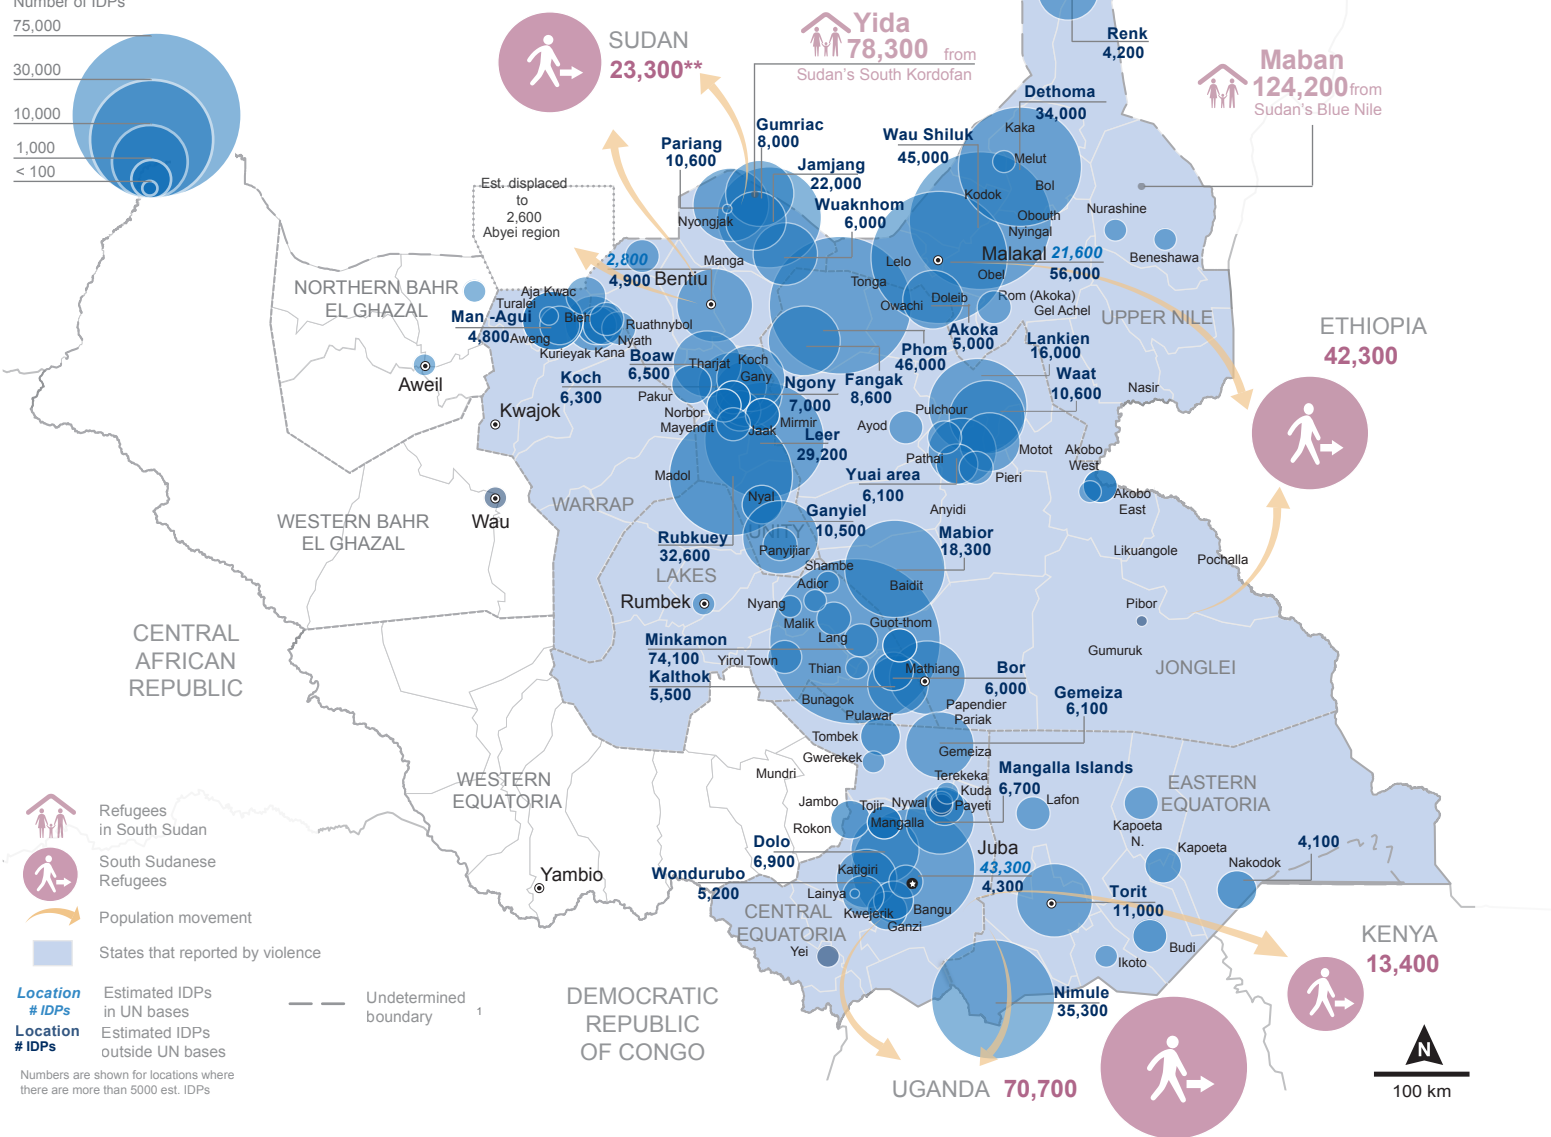 Number of IDPs
75,000
30,000
10,000
1,000
< 100
SUDAN
23,300**
Yida
78,300 from
Sudan's South Kordofan
Renk
4,200
Maban
124,200 from
Sudan's Blue Nile
Dethoma
34,000
Kaka
Gumriac
8,000
Wau Shiluk
45,000
Pariang
10,600
Melut
Jamjang
22,000
Est. displaced
to
2,600
Abyei region
Kodok
Bol
Wuaknhom
6,000
Nyongjak
Obouth
Nyingal
Nurashine
Malakal
21,600
56,000
Beneshawa
2,800
4,900
Bentiu
Manga
Lelo
Obel
Tonga
NORTHERN BAHR
EL GHAZAL
Aja Kwac
Turalei
Owachi
Doleib
Rom (Akoka)
Gel Achel
UPPER NILE
Man -Agui
4,800
Bieh
Aweng
Ruathnybol
Nyath
Kurieyak
Kana
Akoka
5,000
Phom
46,000
Lankien
16,000
ETHIOPIA
42,300
Boaw
6,500
Tharjat
Koch
Gany
Waat
10,600
Koch
6,300
Pakur
Ngony
7,000
Fangak
8,600
Nasir
Aweil
Kwajok
Norbor
Mayendit
Jaak
Mirmir
Pulchour
Ayod
Leer
29,200
Motot
Akobo
West
Pathai
Pieri
Madol
Yuai area
6,100
Akobo
East
Nyal
WARRAP
Wau
WESTERN BAHR
EL GHAZAL
Ganyiel
10,500
UNITY
Anyidi
Mabior
18,300
Rubkuey
32,600
Panyijiar
Likuangole
Pochalla
LAKES
Shambe
Adior
Baidit
Rumbek
Nyang
Malik
Guot-thom
Pibor
CENTRAL
AFRICAN
REPUBLIC
Minkamon
74,100
Lang
Gumuruk
Yirol Town
Thian
Mathiang
Bor
6,000
JONGLEI
Kalthok
5,500
Bunagok
Papendier
Pariak
Gemeiza
6,100
Pulawar
Tombek
Gemeiza
Gwerekek
WESTERN
EQUATORIA
Mundri
Terekeka
Mangalla Islands
6,700
EASTERN
EQUATORIA
Kuda
Payeti
Jambo
Tojir
Nywal
Lafon
Rokon
Mangalla
Kapoeta
N.
Refugees
in South Sudan
Dolo
6,900
Juba
43,300
4,300
Kapoeta
4,100
Nakodok
South Sudanese
Refugees
Yambio
Wondurubo
5,200
Katigiri
Lainya
Torit
11,000
Population movement
CENTRAL
EQUATORIA
Kwejerik
Bangu
Ganzi
States that reported by violence
Yei
Budi
Ikoto
KENYA
13,400
Location
# IDPs
Estimated IDPs
in UN bases
Undetermined
boundary 1
DEMOCRATIC
REPUBLIC
OF CONGO
Nimule
35,300
Location
# IDPs
Estimated IDPs
outside UN bases
Numbers are shown for locations where
there are more than 5000 est. IDPs
UGANDA 70,700
N
100 km